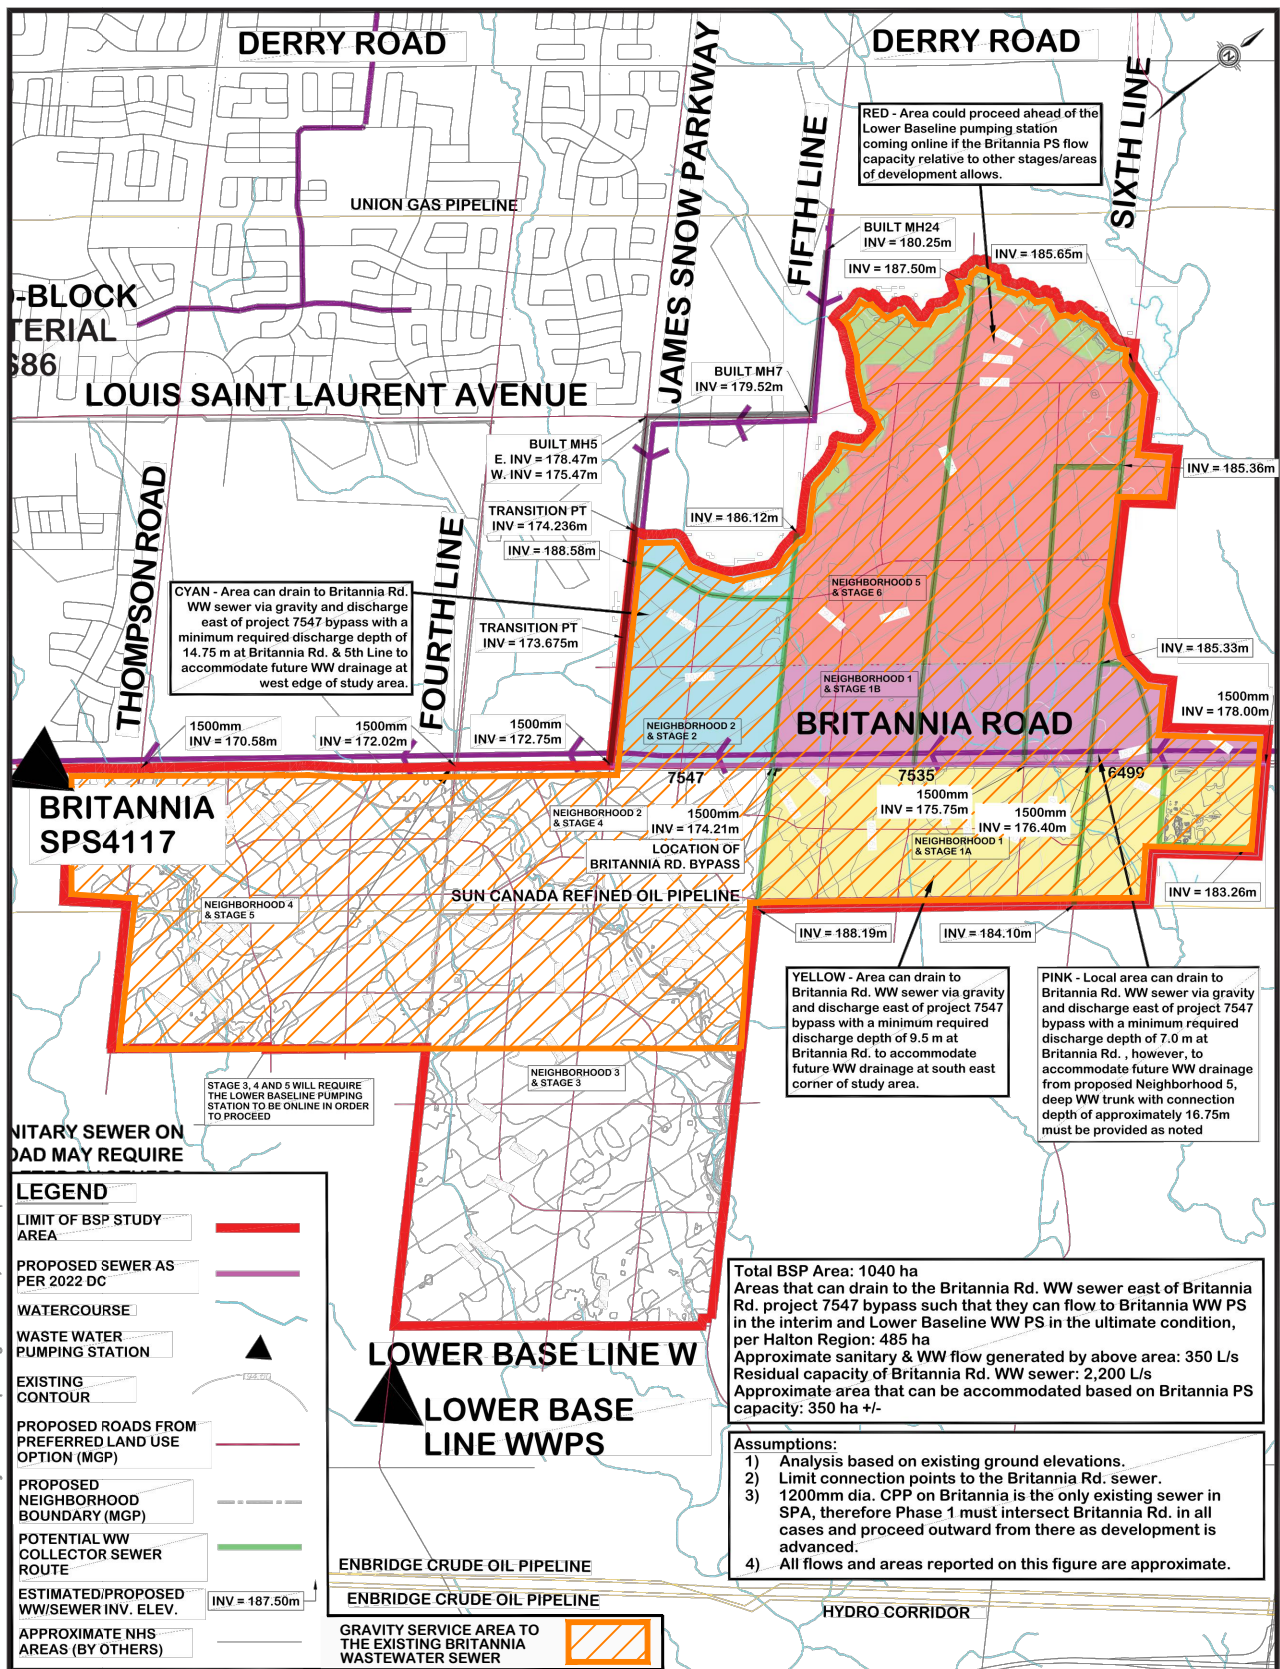 DERRY ROAD
DERRY ROAD
JAMES SNOW PARKWAY
FIFTH LINE
SIXTH LINE
N
RED - Area could proceed ahead of the
Lower Baseline pumping station
coming online if the Britannia PS flow
capacity relative to other stages/areas
of development allows.
UNION GAS PIPELINE
BUILT MH24
INV = 180.25m
INV = 187.50m
INV = 185.65m
-BLOCK
TERIAL
686
BUILT MH7
INV = 179.52m
LOUIS SAINT LAURENT AVENUE
BUILT MH5
E. INV = 178.47m
W. INV = 175.47m
INV = 185.36m
THOMPSON ROAD
FOURTH LINE
TRANSITION PT
INV = 174.236m
INV = 186.12m
INV = 188.58m
CYAN - Area can drain to Britannia Rd.
WW sewer via gravity and discharge
east of project 7547 bypass with a
minimum required discharge depth of
14.75 m at Britannia Rd. & 5th Line to
accommodate future WW drainage at
west edge of study area.
NEIGHBORHOOD 5
& STAGE 6
TRANSITION PT
INV = 173.675m
INV = 185.33m
NEIGHBORHOOD 1
& STAGE 1B
1500mm
INV = 178.00m
1500mm
INV = 170.58m
1500mm
INV = 172.02m
1500mm
INV = 172.75m
NEIGHBORHOOD 2
& STAGE 2
BRITANNIA ROAD
7547
7535
6499
BRITANNIA
SPS4117
NEIGHBORHOOD 2
& STAGE 4
1500mm
INV = 174.21m
1500mm
INV = 175.75m
1500mm
INV = 176.40m
LOCATION OF
BRITANNIA RD. BYPASS
NEIGHBORHOOD 1
& STAGE 1A
SUN CANADA REFINED OIL PIPELINE
NEIGHBORHOOD 4
& STAGE 5
INV = 183.26m
INV = 188.19m
INV = 184.10m
YELLOW - Area can drain to
Britannia Rd. WW sewer via gravity
and discharge east of project 7547
bypass with a minimum required
discharge depth of 9.5 m at
Britannia Rd. to accommodate
future WW drainage at south east
corner of study area.
PINK - Local area can drain to
Britannia Rd. WW sewer via gravity
and discharge east of project 7547
bypass with a minimum required
discharge depth of 7.0 m at
Britannia Rd. , however, to
accommodate future WW drainage
from proposed Neighborhood 5,
deep WW trunk with connection
depth of approximately 16.75m
must be provided as noted
NEIGHBORHOOD 3
& STAGE 3
STAGE 3, 4 AND 5 WILL REQUIRE
THE LOWER BASELINE PUMPING
STATION TO BE ONLINE IN ORDER
TO PROCEED
NITARY SEWER ON
OAD MAY REQUIRE
LEGEND
LIMIT OF BSP STUDY
AREA
PROPOSED SEWER AS
PER 2022 DC
WATERCOURSE
WASTE WATER
PUMPING STATION
EXISTING
CONTOUR
PROPOSED ROADS FROM
PREFERRED LAND USE
OPTION (MGP)
PROPOSED
NEIGHBORHOOD
BOUNDARY (MGP)
POTENTIAL WW
COLLECTOR SEWER
ROUTE
ESTIMATED/PROPOSED
WW/SEWER INV. ELEV.
INV = 187.50m
APPROXIMATE NHS
AREAS (BY OTHERS)
GRAVITY SERVICE AREA TO
THE EXISTING BRITANNIA
WASTEWATER SEWER
LOWER BASE LINE W
LOWER BASE
LINE WWPS
Total BSP Area: 1040 ha
Areas that can drain to the Britannia Rd. WW sewer east of Britannia
Rd. project 7547 bypass such that they can flow to Britannia WW PS
in the interim and Lower Baseline WW PS in the ultimate condition,
per Halton Region: 485 ha
Approximate sanitary & WW flow generated by above area: 350 L/s
Residual capacity of Britannia Rd. WW sewer: 2,200 L/s
Approximate area that can be accommodated based on Britannia PS
capacity: 350 ha +/-
Assumptions:
1) Analysis based on existing ground elevations.
2) Limit connection points to the Britannia Rd. sewer.
3) 1200mm dia. CPP on Britannia is the only existing sewer in
SPA, therefore Phase 1 must intersect Britannia Rd. in all
cases and proceed outward from there as development is
advanced.
4) All flows and areas reported on this figure are approximate.
ENBRIDGE CRUDE OIL PIPELINE
ENBRIDGE CRUDE OIL PIPELINE
HYDRO CORRIDOR